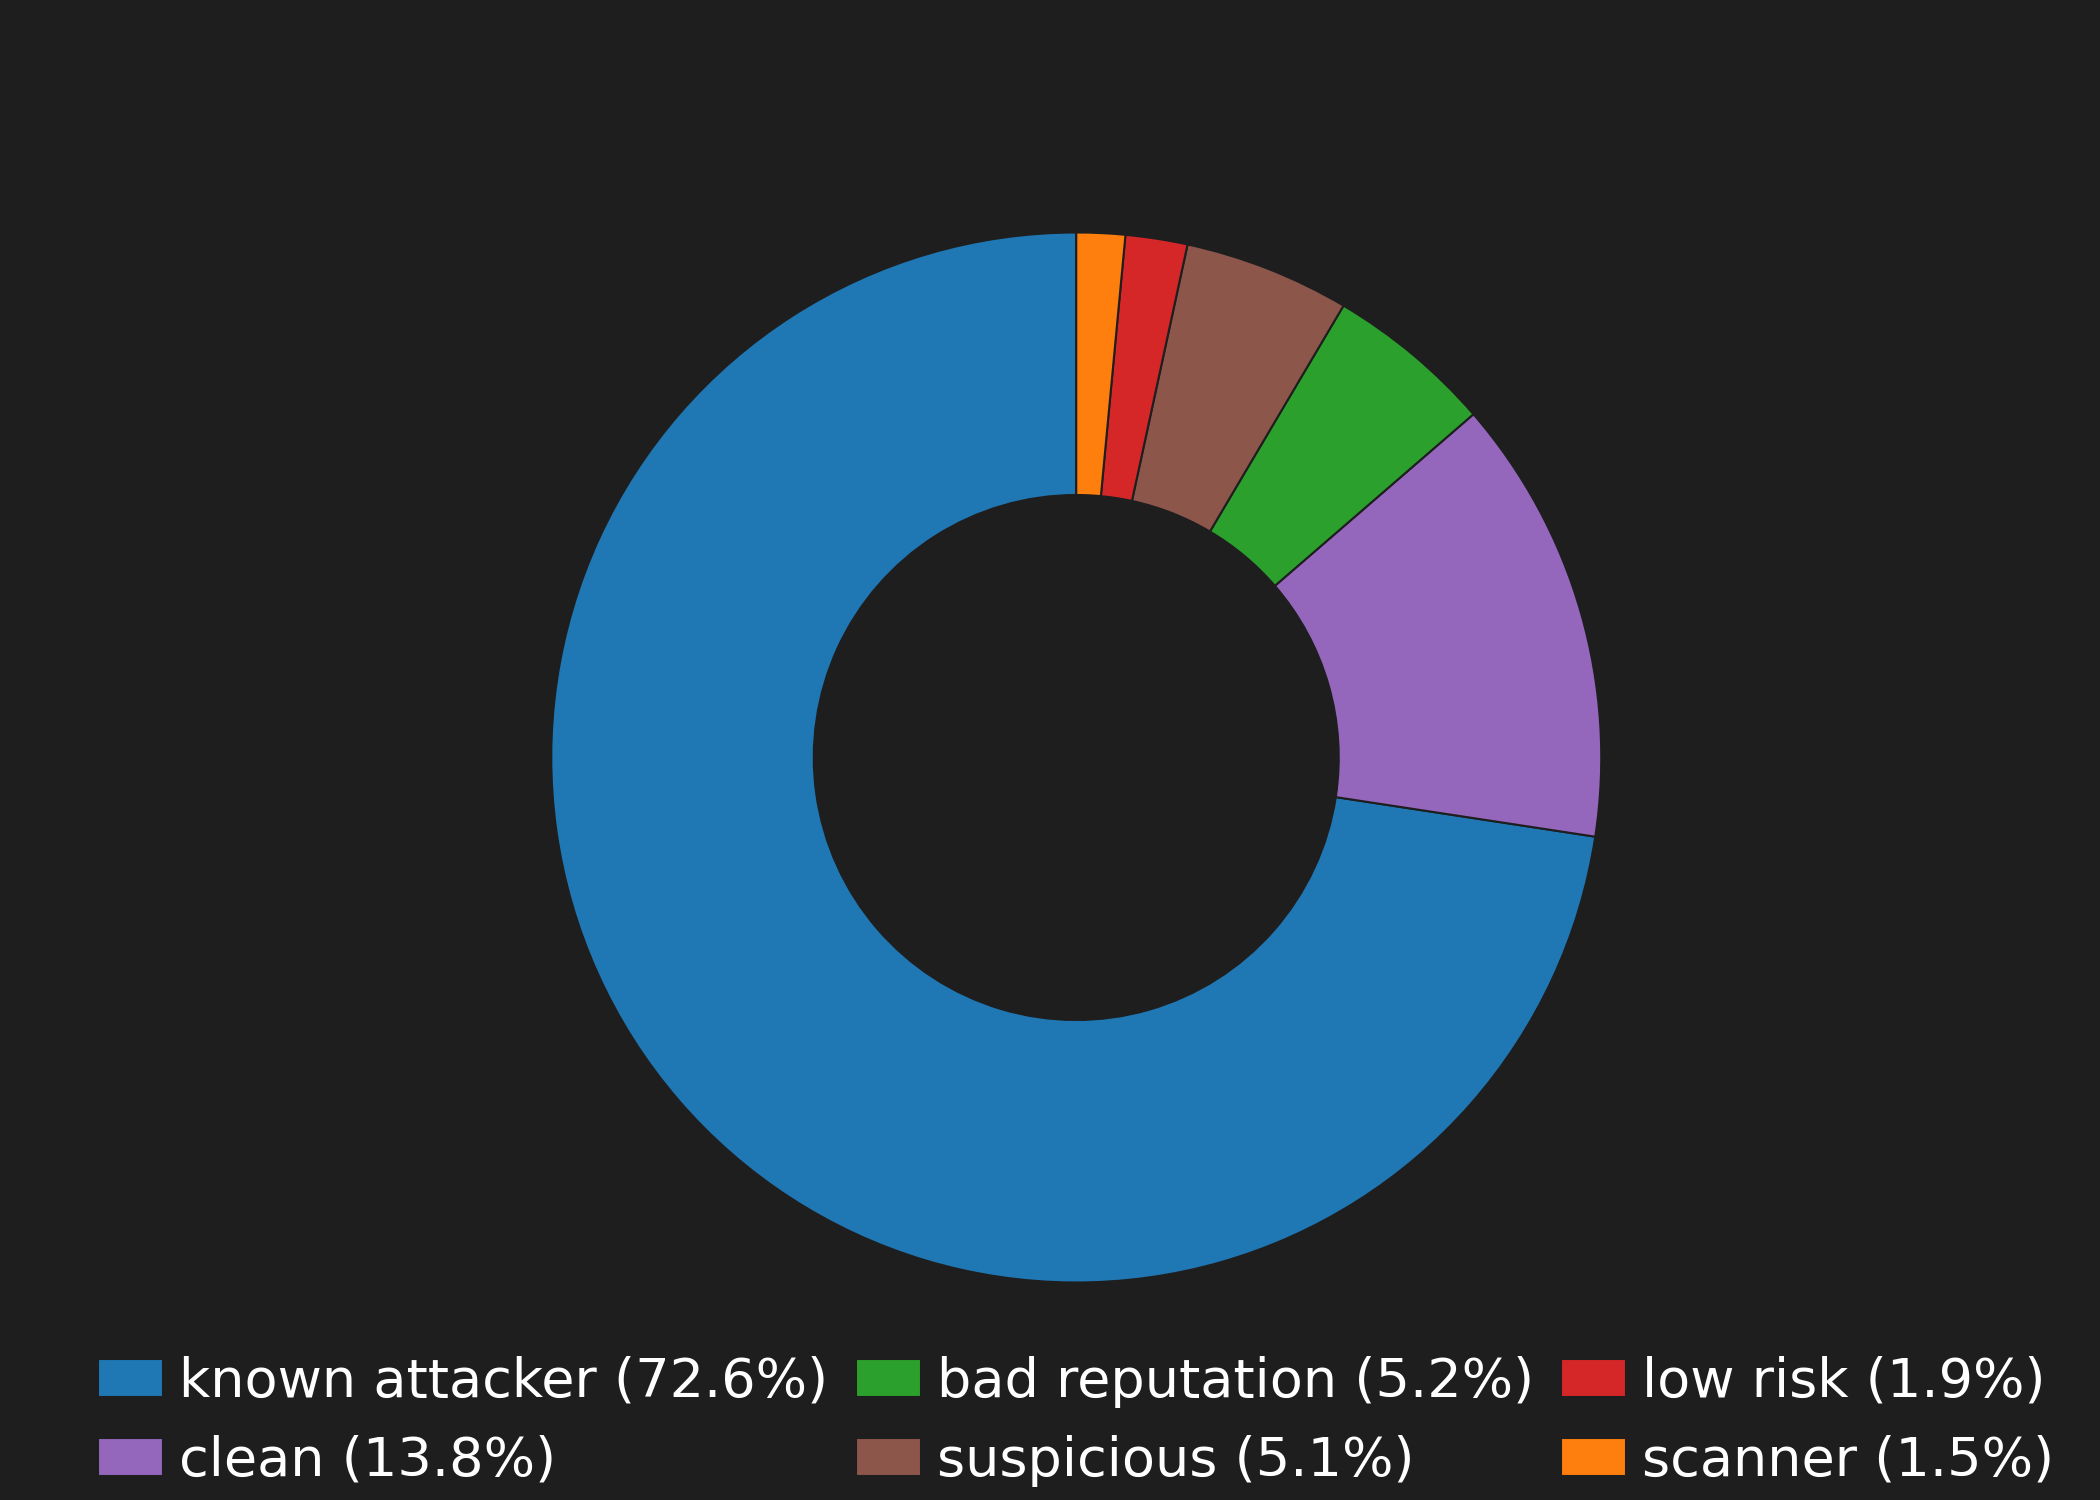 known attacker (72.6%) bad reputation (5.2%) low risk (1.9%)
clean (13.8%) suspicious (5.1%) scanner (1.5%)